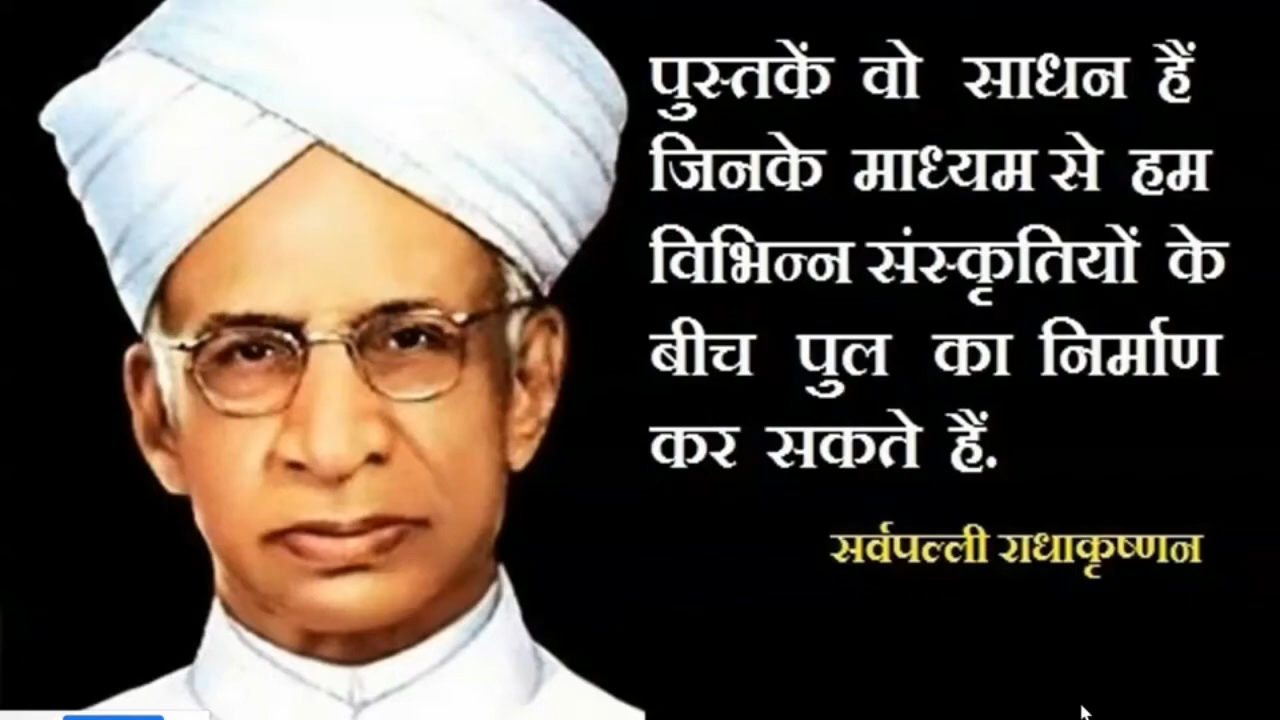 पुस्तकें वो साधन हैं
जिनके माध्यम से हम
विभिन्न संस्कृतियों के
बीच पुल का निर्माण
कर सकते हैं.
सर्वपल्ली राधाकृष्णन